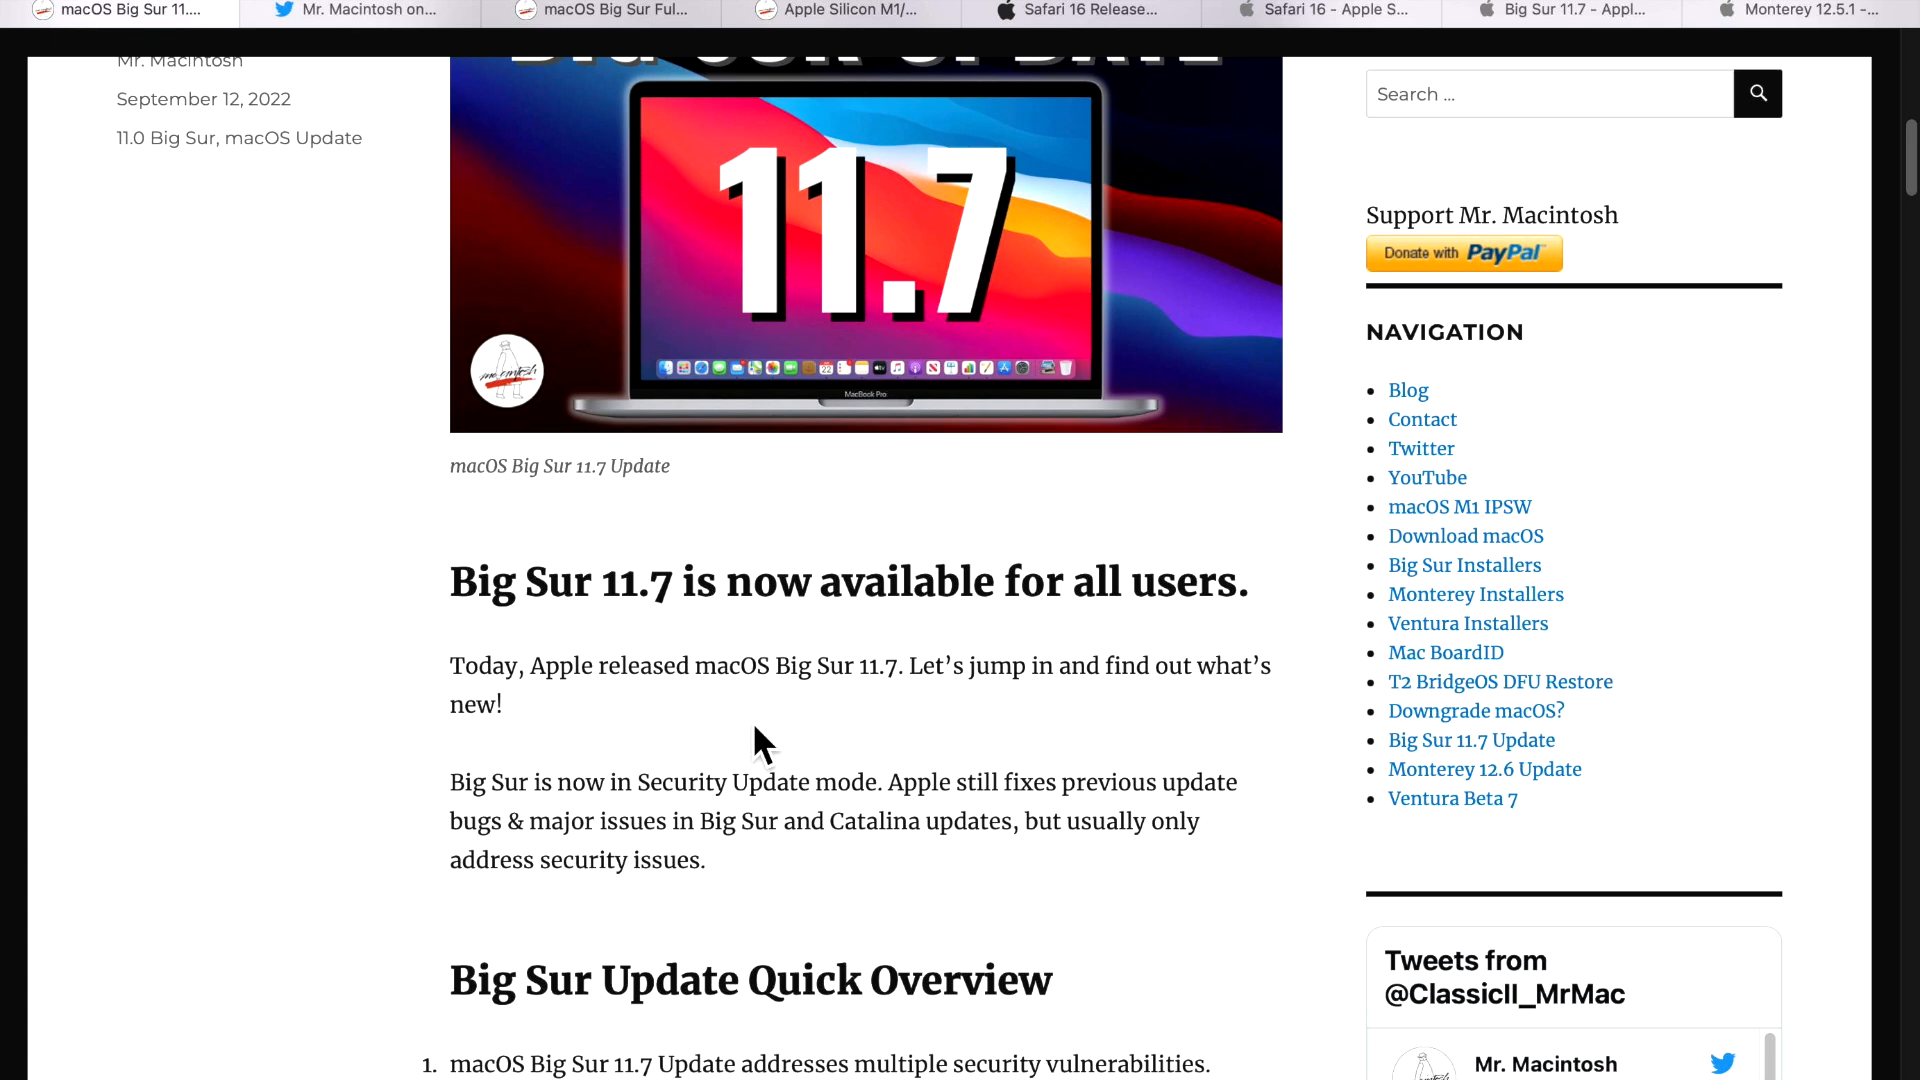 macOS Big Sur 11....
Mr. Macintosh on...
macOS Big Sur Ful...
Apple Silicon M1/...
Safari 16 Release...
Safari 16 - Apple S...
Big Sur 11.7 - Appl...
Monterey 12.5.1 -...
Mr. Macintosh
September 12, 2022
11.0 Big Sur, macOS Update
BIG SUR UPDATE
11.7
MacBook Pro
macintosh
macOS Big Sur 11.7 Update
Big Sur 11.7 is now available for all users.
Today, Apple released macOS Big Sur 11.7. Let’s jump in and find out what’s
new!
Big Sur is now in Security Update mode. Apple still fixes previous update
bugs & major issues in Big Sur and Catalina updates, but usually only
address security issues.
Big Sur Update Quick Overview
1. macOS Big Sur 11.7 Update addresses multiple security vulnerabilities.
Search ...
Support Mr. Macintosh
Donate with PayPal
NAVIGATION
Blog
Contact
Twitter
YouTube
macOS M1 IPSW
Download macOS
Big Sur Installers
Monterey Installers
Ventura Installers
Mac BoardID
T2 BridgeOS DFU Restore
Downgrade macOS?
Big Sur 11.7 Update
Monterey 12.6 Update
Ventura Beta 7
Tweets from
@ClassicII_MrMac
Mr. Macintosh